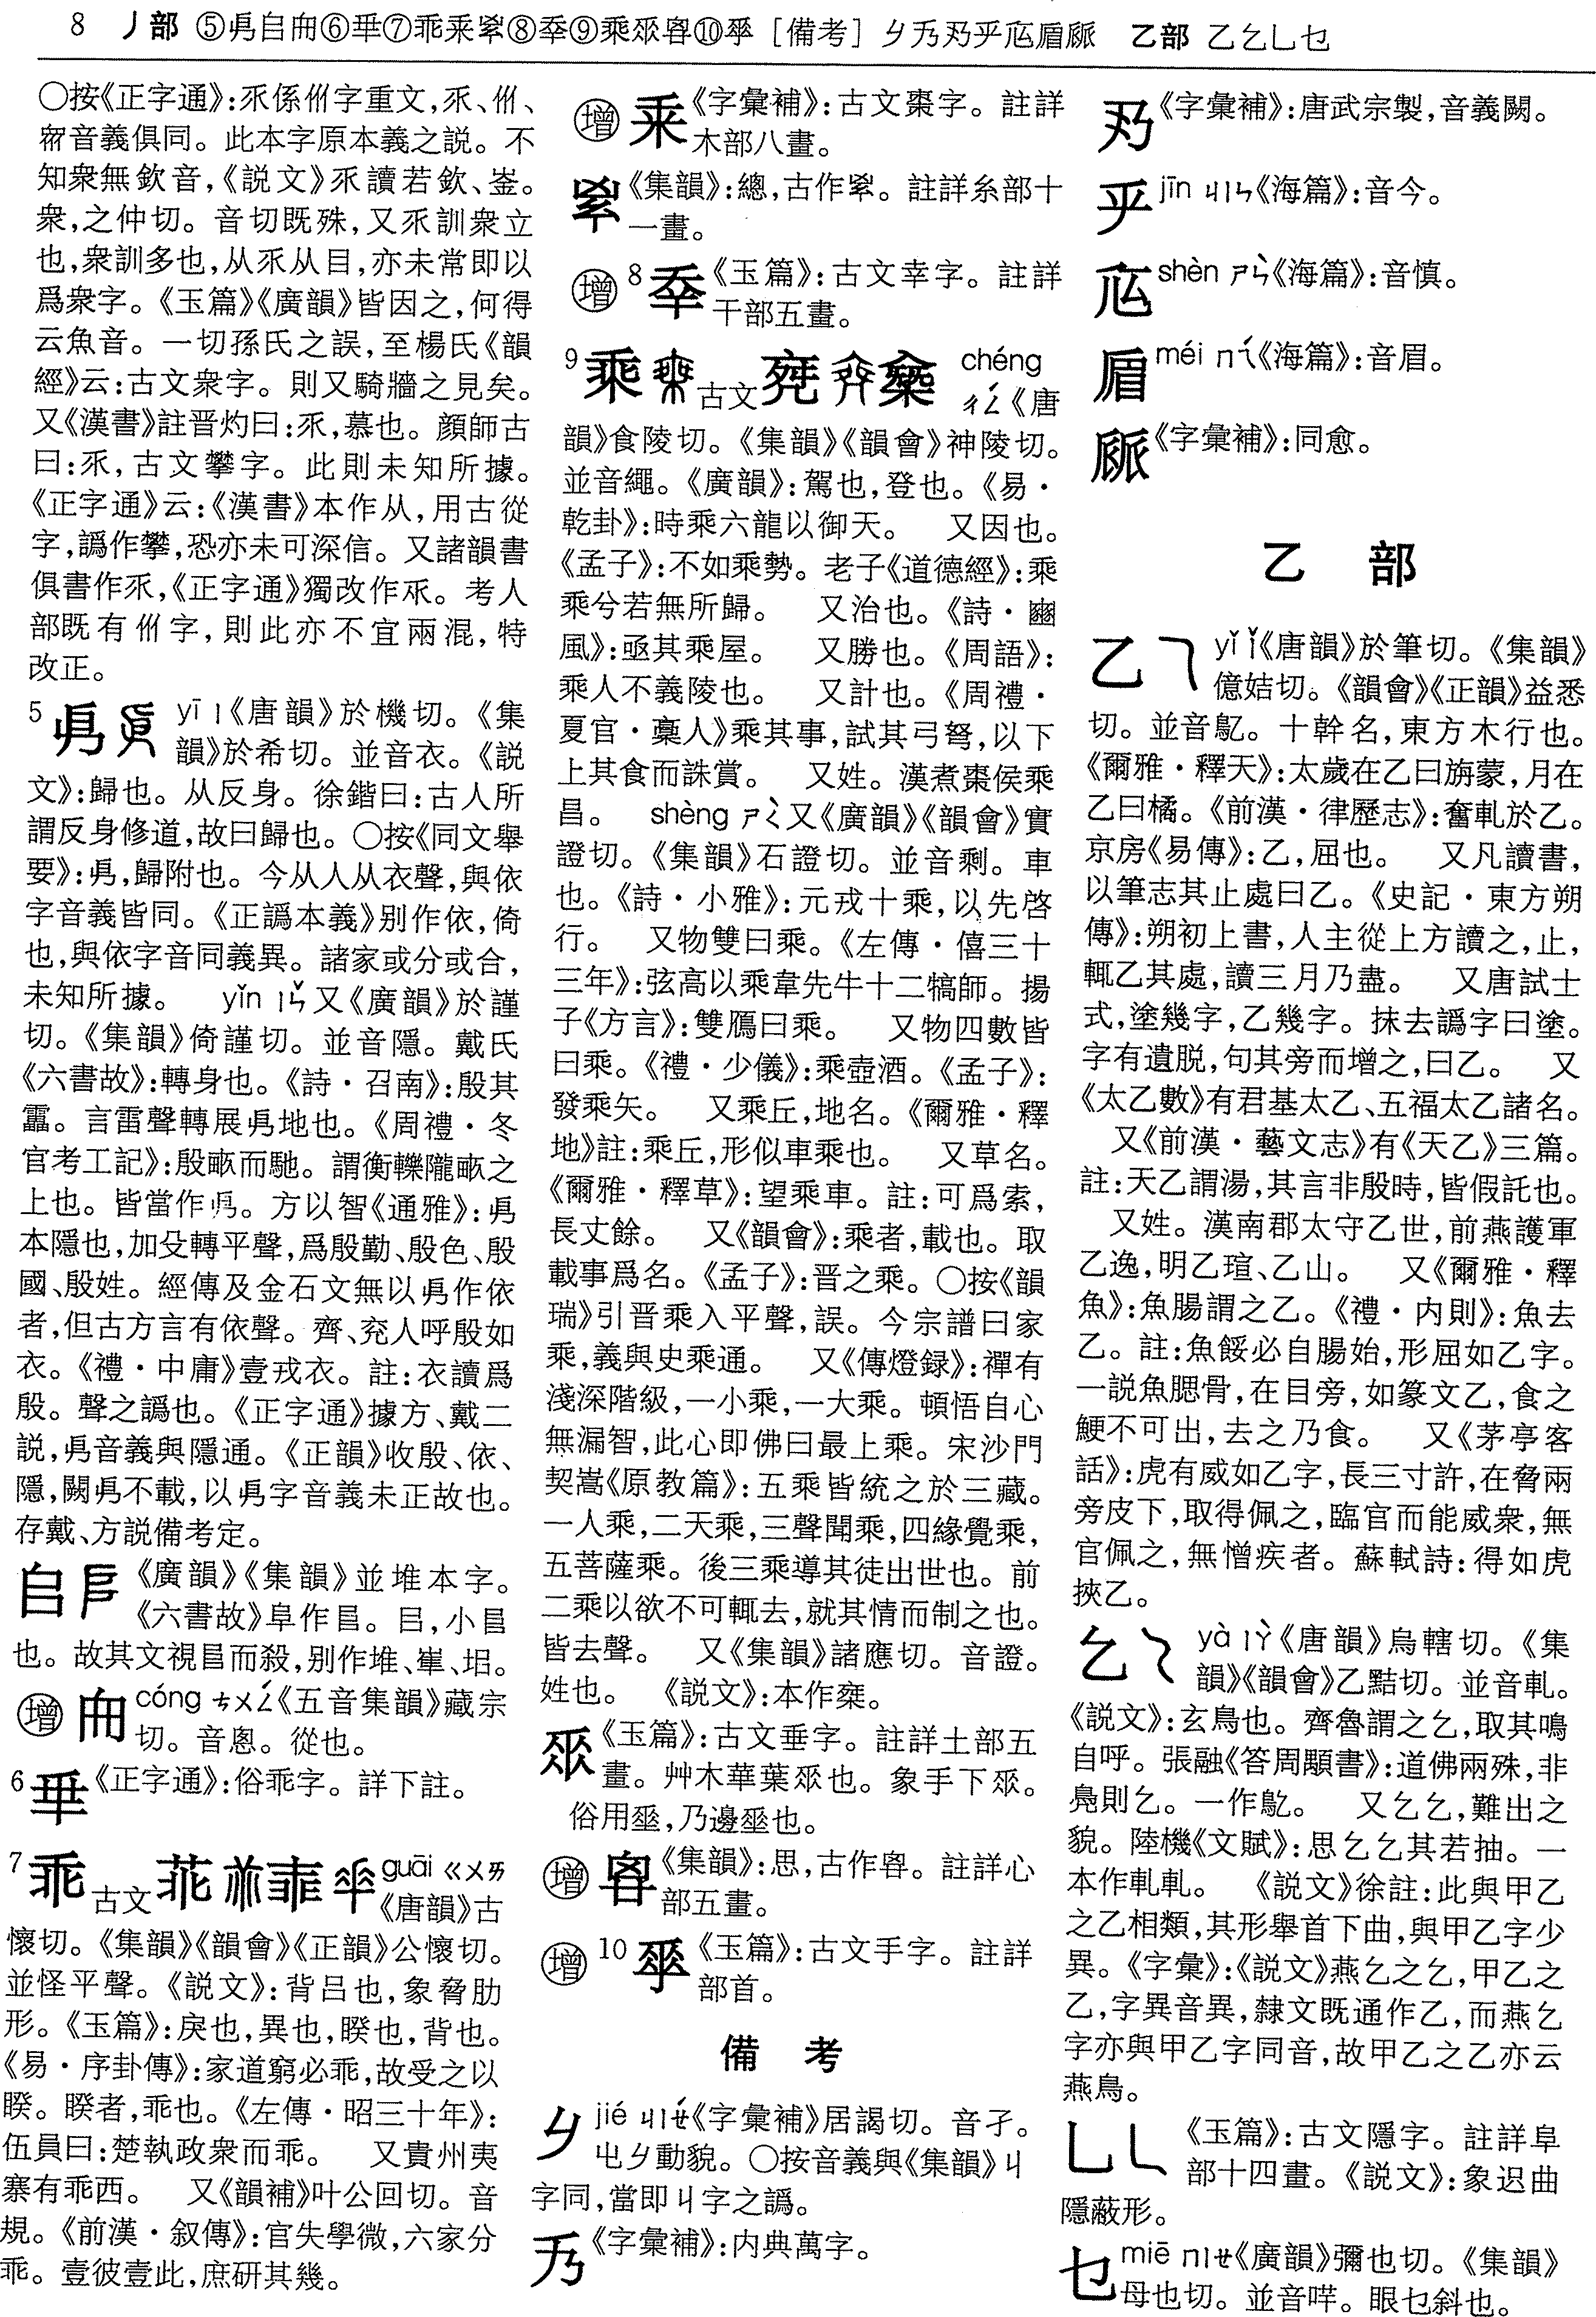 8 丿部 ⑤㐆𠂤𠂭⑥⑦乖乗⑧⑨乘⑩ [備考] 乙部 乙乞乚乜
○按《正字通》:乑係㐺字重文,乑、㐺、
音義俱同。此本字原本義之説。不
知衆無欽音,《説文》乑讀若欽、崟。
衆,之仲切。音切既殊,又乑訓衆立
也,衆訓多也,从乑从目,亦未常即以
爲衆字。《玉篇》《廣韻》皆因之,何得
云魚音。一切孫氏之誤,至楊氏《韻
經》云:古文衆字。則又騎牆之見矣。
又《漢書》註晋灼曰:乑,慕也。顔師古
曰:乑,古文攀字。此則未知所據。
《正字通》云:《漢書》本作从,用古從
字,譌作攀,恐亦未可深信。又諸韻書
俱書作乑,《正字通》獨改作。考人
部既有㐺字,則此亦不宜兩混,特
改正。
5 㐆 yī ㄧ《唐韻》於機切。《集
韻》於希切。並音衣。《説
文》:歸也。从反身。徐鍇曰:古人所
謂反身修道,故曰歸也。○按《同文舉
要》:㐆,歸附也。今从人从衣聲,與依
字音義皆同。《正譌本義》别作依,倚
也,與依字音同義異。諸家或分或合,
未知所據。 yǐn ㄧㄣˇ又《廣韻》於謹
切。《集韻》倚謹切。並音隱。戴氏
《六書故》:轉身也。《詩·召南》:殷其
靁。言雷聲轉展㐆地也。《周禮·冬
官考工記》:殷畞而馳。謂衡轢隴畞之
上也。皆當作㐆。方以智《通雅》:㐆
本隱也,加殳轉平聲,爲殷勤、殷色、殷
國、殷姓。經傳及金石文無以㐆作依
者,但古方言有依聲。齊、兖人呼殷如
衣。《禮·中庸》壹戎衣。註:衣讀爲
殷。聲之譌也。《正字通》據方、戴二
説,㐆音義與隱通。《正韻》收殷、依、
隱,闕㐆不載,以㐆字音義未正故也。
存戴、方説備考定。
𠂤 《廣韻》《集韻》並堆本字。
《六書故》阜作𨸏。𠂤,小𨸏
也。故其文視𨸏而殺,别作堆、𡹐、垖。
增 𠂭 cóng ㄘㄨㄥˊ《五音集韻》藏宗
切。音悤。從也。
6 《正字通》:俗乖字。詳下註。
7 乖 古文 guāi ㄍㄨㄞ
《唐韻》古
懷切。《集韻》《韻會》《正韻》公懷切。
並怪平聲。《説文》:背吕也,象脅肋
形。《玉篇》:戾也,異也,睽也,背也。
《易·序卦傳》:家道窮必乖,故受之以
睽。睽者,乖也。《左傳·昭三十年》:
伍員曰:楚執政衆而乖。 又貴州夷
寨有乖西。 又《韻補》叶公回切。音
規。《前漢·叙傳》:官失學微,六家分
乖。壹彼壹此,庶研其幾。
增 《字彙補》:古文棗字。註詳
木部八畫。
《集韻》:總,古作。註詳糸部十
一畫。
增 8 《玉篇》:古文幸字。註詳
干部五畫。
9 乘 古文 chéng
ㄔㄥˊ《唐
韻》食陵切。《集韻》《韻會》神陵切。
並音繩。《廣韻》:駕也,登也。《易·
乾卦》:時乘六龍以御天。 又因也。
《孟子》:不如乘勢。老子《道德經》:乘
乘兮若無所歸。 又治也。《詩·豳
風》:亟其乘屋。 又勝也。《周語》:
乘人不義陵也。 又計也。《周禮·
夏官·槀人》乘其事,試其弓弩,以下
上其食而誅賞。 又姓。漢煮棗侯乘
昌。 shèng ㄕㄥˋ又《廣韻》《韻會》實
證切。《集韻》石證切。並音剩。車
也。《詩·小雅》:元戎十乘,以先啓
行。 又物雙曰乘。《左傳·僖三十
三年》:弦高以乘韋先牛十二犒師。揚
子《方言》:雙鴈曰乘。 又物四數皆
曰乘。《禮·少儀》:乘壺酒。《孟子》:
發乘矢。 又乘丘,地名。《爾雅·釋
地》註:乘丘,形似車乘也。 又草名。
《爾雅·釋草》:望乘車。註:可爲索,
長丈餘。 又《韻會》:乘者,載也。取
載事爲名。《孟子》:晋之乘。○按《韻
瑞》引晋乘入平聲,誤。今宗譜曰家
乘,義與史乘通。 又《傳燈録》:禪有
淺深階級,一小乘,一大乘。頓悟自心
無漏智,此心即佛曰最上乘。宋沙門
契嵩《原教篇》:五乘皆統之於三藏。
一人乘,二天乘,三聲聞乘,四緣覺乘,
五菩薩乘。後三乘導其徒出世也。前
二乘以欲不可輒去,就其情而制之也。
皆去聲。 又《集韻》諸應切。音證。
姓也。 《説文》:本作椉。
《玉篇》:古文垂字。註詳土部五
畫。艸木華葉也。象手下。
俗用坙,乃邊坙也。
增 《集韻》:思,古作。註詳心
部五畫。
增 10 《玉篇》:古文手字。註詳
部首。
備 考
jié ㄐㄧㄝˊ《字彙補》居謁切。音孑。
動貌。○按音義與《集韻》丩
字同,當即丩字之譌。
《字彙補》:内典萬字。
《字彙補》:唐武宗製,音義闕。
jīn ㄐㄧㄣ《海篇》:音今。
shèn ㄕㄣˋ《海篇》:音慎。
méi ㄇㄟˊ《海篇》:音眉。
《字彙補》:同愈。
乙 部
乙 yǐ ㄧˇ《唐韻》於筆切。《集韻》
億姞切。《韻會》《正韻》益悉
切。並音鳦。十幹名,東方木行也。
《爾雅·釋天》:太歲在乙曰旃蒙,月在
乙曰橘。《前漢·律歷志》:奮軋於乙。
京房《易傳》:乙,屈也。 又凡讀書,
以筆志其止處曰乙。《史記·東方朔
傳》:朔初上書,人主從上方讀之,止,
輒乙其處,讀三月乃盡。 又唐試士
式,塗幾字,乙幾字。抹去譌字曰塗。
字有遺脱,句其旁而增之,曰乙。 又
《太乙數》有君基太乙、五福太乙諸名。
又《前漢·藝文志》有《天乙》三篇。
註:天乙謂湯,其言非殷時,皆假託也。
又姓。漢南郡太守乙世,前燕護軍
乙逸,明乙瑄、乙山。 又《爾雅·釋
魚》:魚腸謂之乙。《禮·内則》:魚去
乙。註:魚餒必自腸始,形屈如乙字。
一説魚腮骨,在目旁,如篆文乙,食之
鯁不可出,去之乃食。 又《茅亭客
話》:虎有威如乙字,長三寸許,在脅兩
旁皮下,取得佩之,臨官而能威衆,無
官佩之,無憎疾者。蘇軾詩:得如虎
挾乙。
𠃉 yà ㄧㄚˋ《唐韻》烏轄切。《集
韻》《韻會》乙黠切。並音軋。
《説文》:玄鳥也。齊魯謂之𠃉,取其鳴
自呼。張融《答周顒書》:道佛兩殊,非
鳧則𠃉。一作鳦。 又𠃉𠃉,難出之
貌。陸機《文賦》:思𠃉𠃉其若抽。一
本作軋軋。 《説文》徐註:此與甲乙
之乙相類,其形舉首下曲,與甲乙字少
異。《字彙》:《説文》燕𠃉之𠃉,甲乙之
乙,字異音異,隸文既通作乙,而燕𠃉
字亦與甲乙字同音,故甲乙之乙亦云
燕鳥。
乚 《玉篇》:古文隱字。註詳阜
部十四畫。《説文》:象迟曲
隱蔽形。
乜 miē ㄇㄧㄝ《廣韻》彌也切。《集韻》
母也切。並音哶。眼乜斜也。